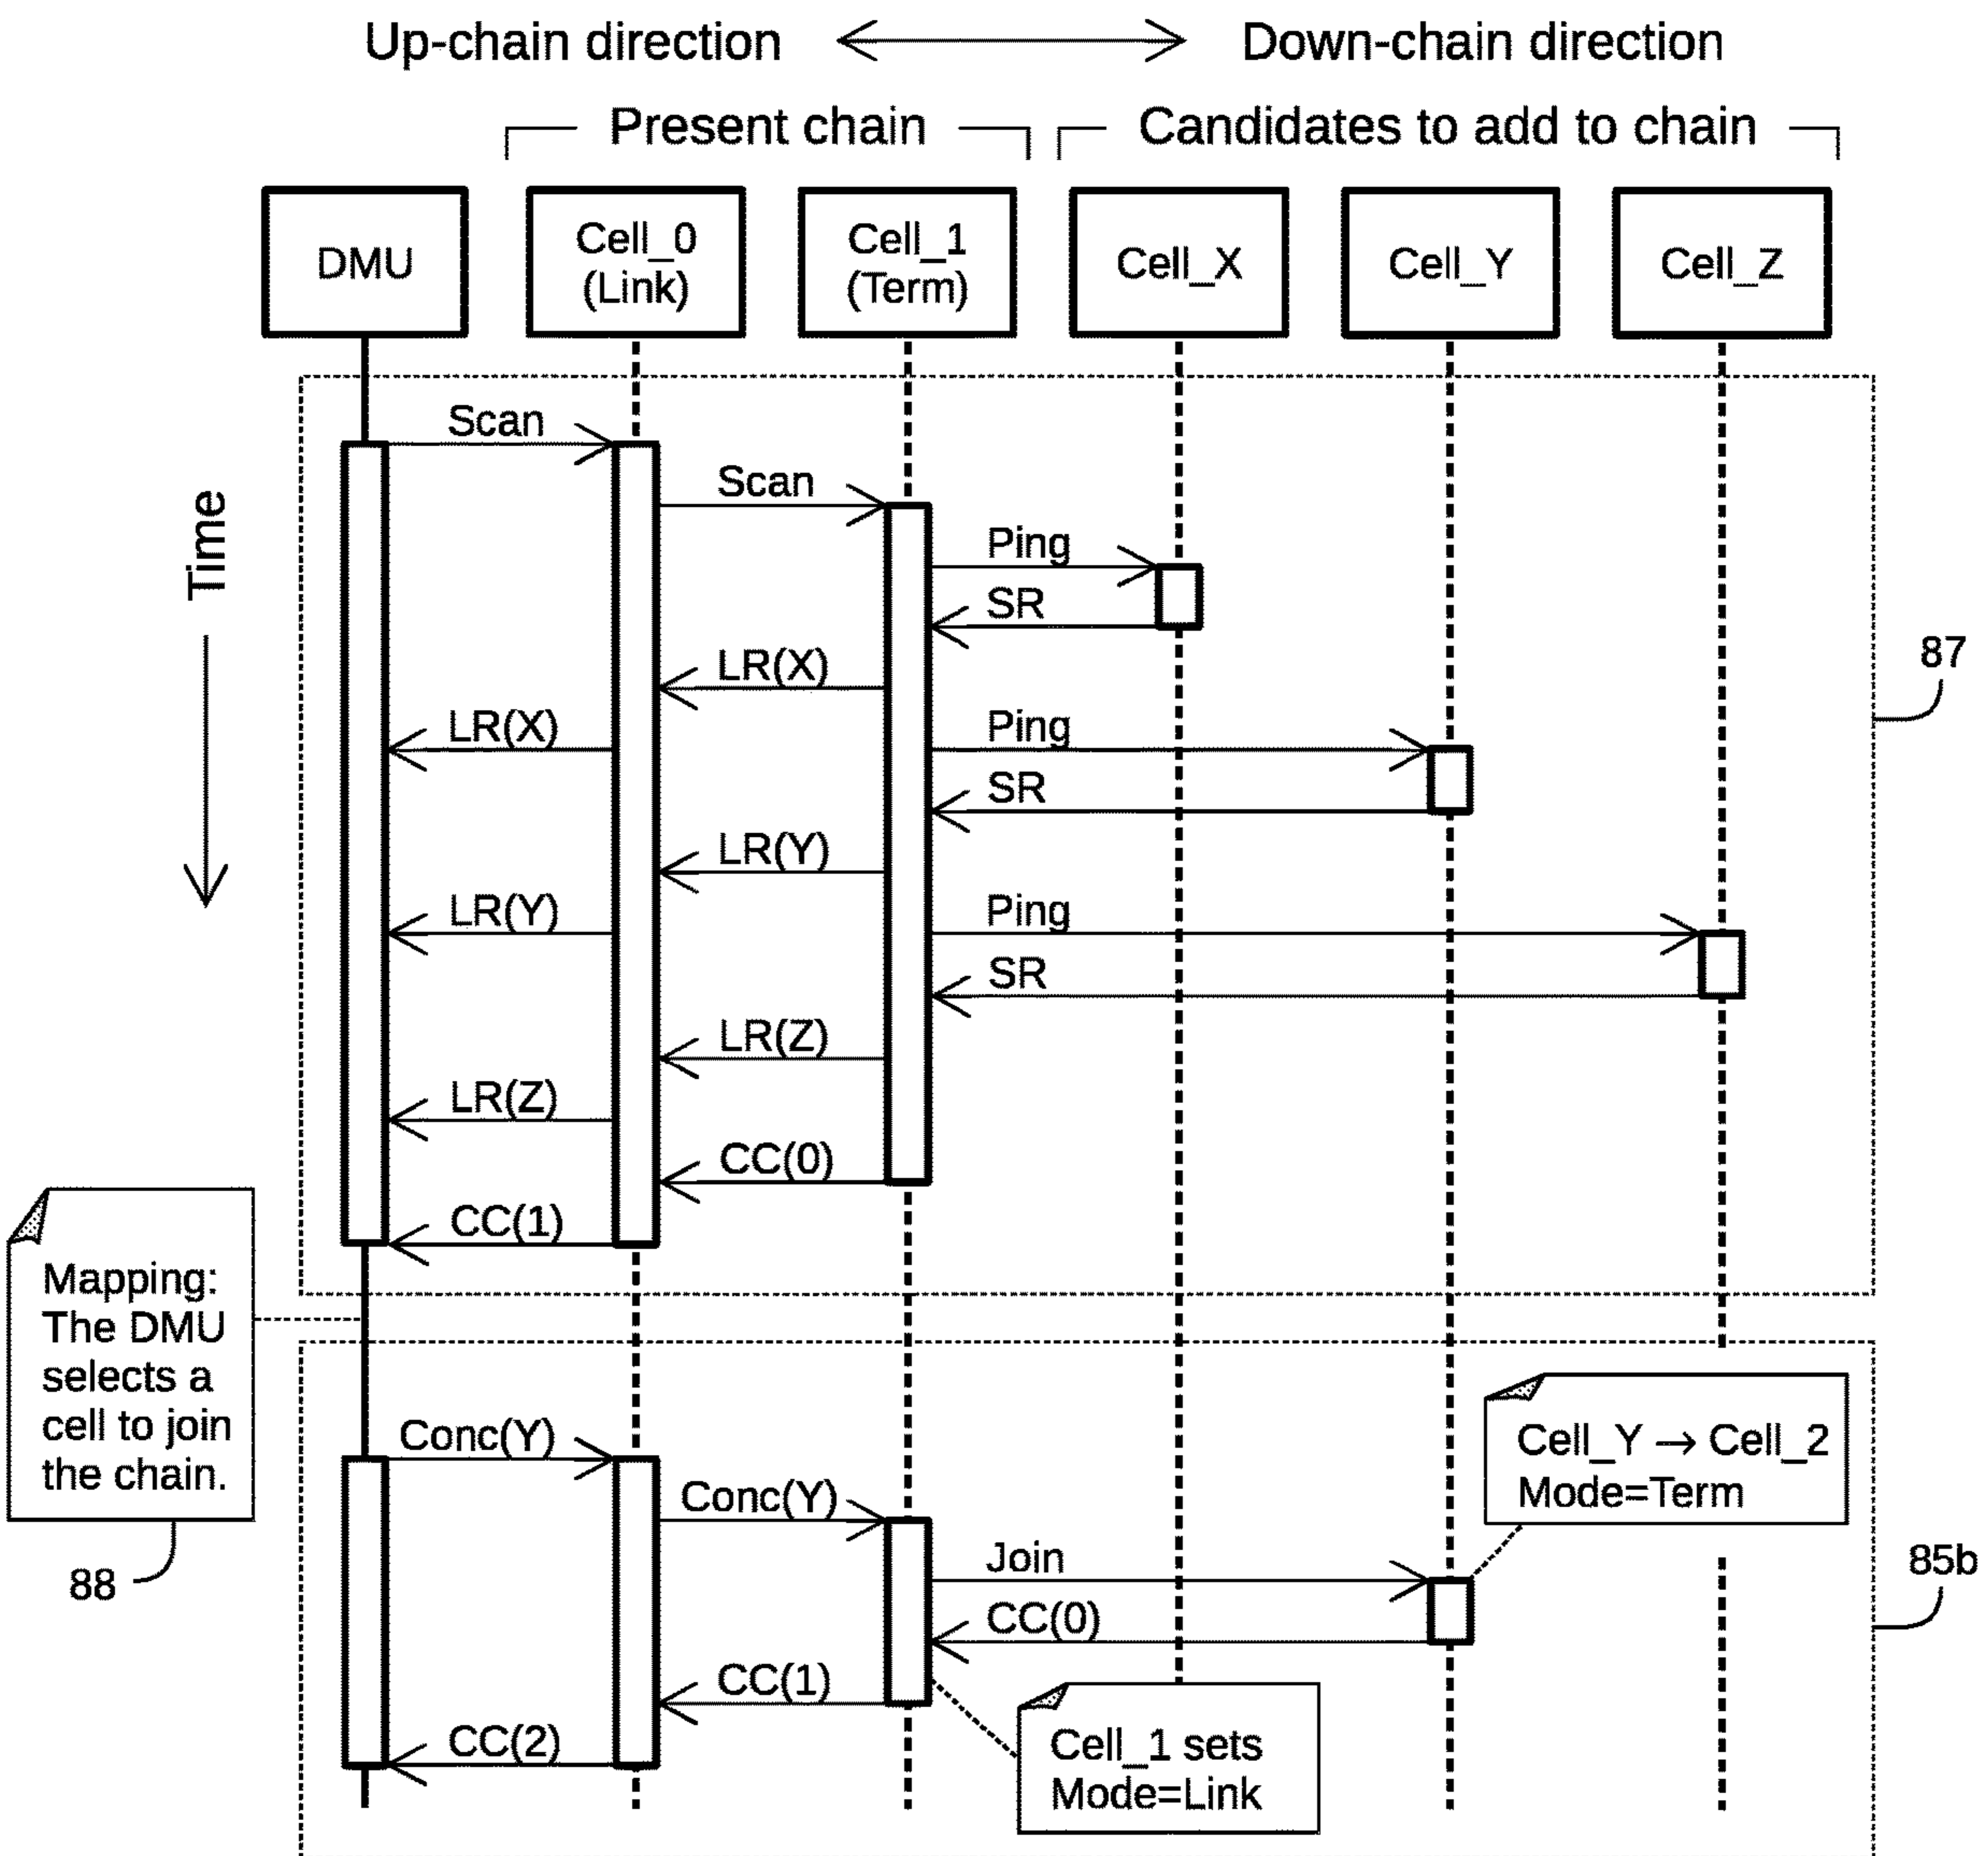 Up-chain direction
Down-chain direction
Present chain
Candidates to add to chain
DMU
Cell_0
(Link)
Cell_1
(Term)
Cell_X
Cell_Y
Cell_Z
Time
Scan
Scan
Ping
SR
LR(X)
LR(X)
Ping
SR
LR(Y)
LR(Y)
Ping
SR
LR(Z)
LR(Z)
CC(0)
CC(1)
87
Mapping:
The DMU
selects a
cell to join
the chain.
88
Conc(Y)
Conc(Y)
Join
CC(0)
CC(1)
CC(2)
Cell_Y → Cell_2
Mode=Term
85b
Cell_1 sets
Mode=Link